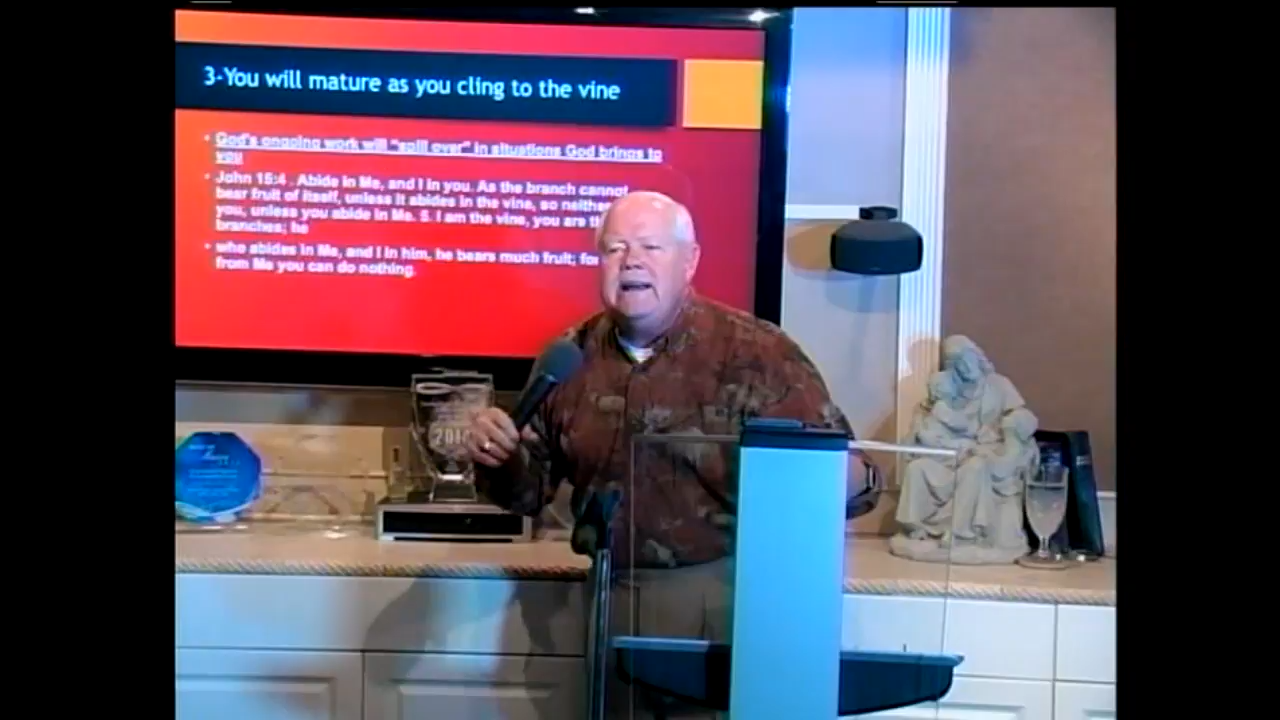 3-You will mature as you cling to the vine
God's ongoing work will "spill over" in situations God brings to
you
John 15:4 . Abide in Me, and I in you. As the branch cannot
bear fruit of itself, unless it abides in the vine, so neither
you, unless you abide in Me. 5. I am the vine, you are
branches; he
who abides in Me, and I in him, he bears much fruit; for
from Me you can do nothing.